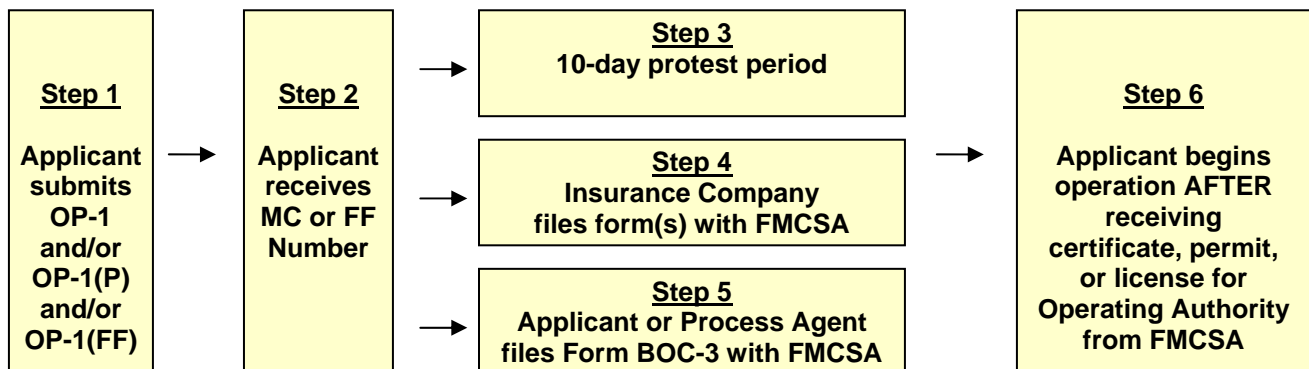 Step 1
Applicant
submits
OP-1
and/or
OP-1(P)
and/or
OP-1(FF)
Step 2
Applicant
receives
MC or FF
Number
Step 3
10-day protest period
Step 4
Insurance Company
files form(s) with FMCSA
Step 5
Applicant or Process Agent
files Form BOC-3 with FMCSA
Step 6
Applicant begins
operation AFTER
receiving
certificate, permit,
or license for
Operating Authority
from FMCSA